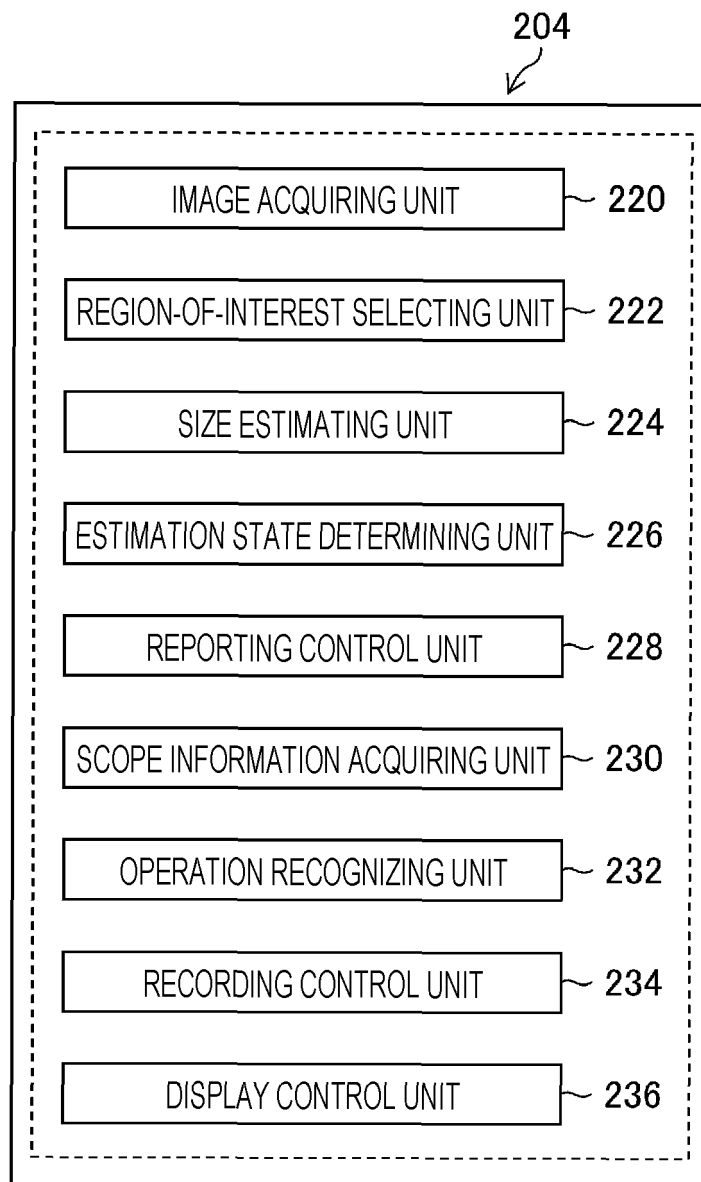 204
IMAGE ACQUIRING UNIT 220
REGION-OF-INTEREST SELECTING UNIT 222
SIZE ESTIMATING UNIT 224
ESTIMATION STATE DETERMINING UNIT 226
REPORTING CONTROL UNIT 228
SCOPE INFORMATION ACQUIRING UNIT 230
OPERATION RECOGNIZING UNIT 232
RECORDING CONTROL UNIT 234
DISPLAY CONTROL UNIT 236